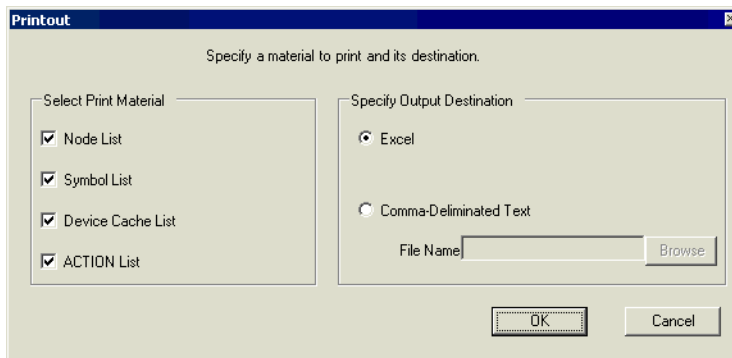 Printout
Specify a material to print and its destination.
Select Print Material
Node List
Symbol List
Device Cache List
ACTION List
Specify Output Destination
Excel
Comma-Deliminated Text
File Name
Browse
OK
Cancel